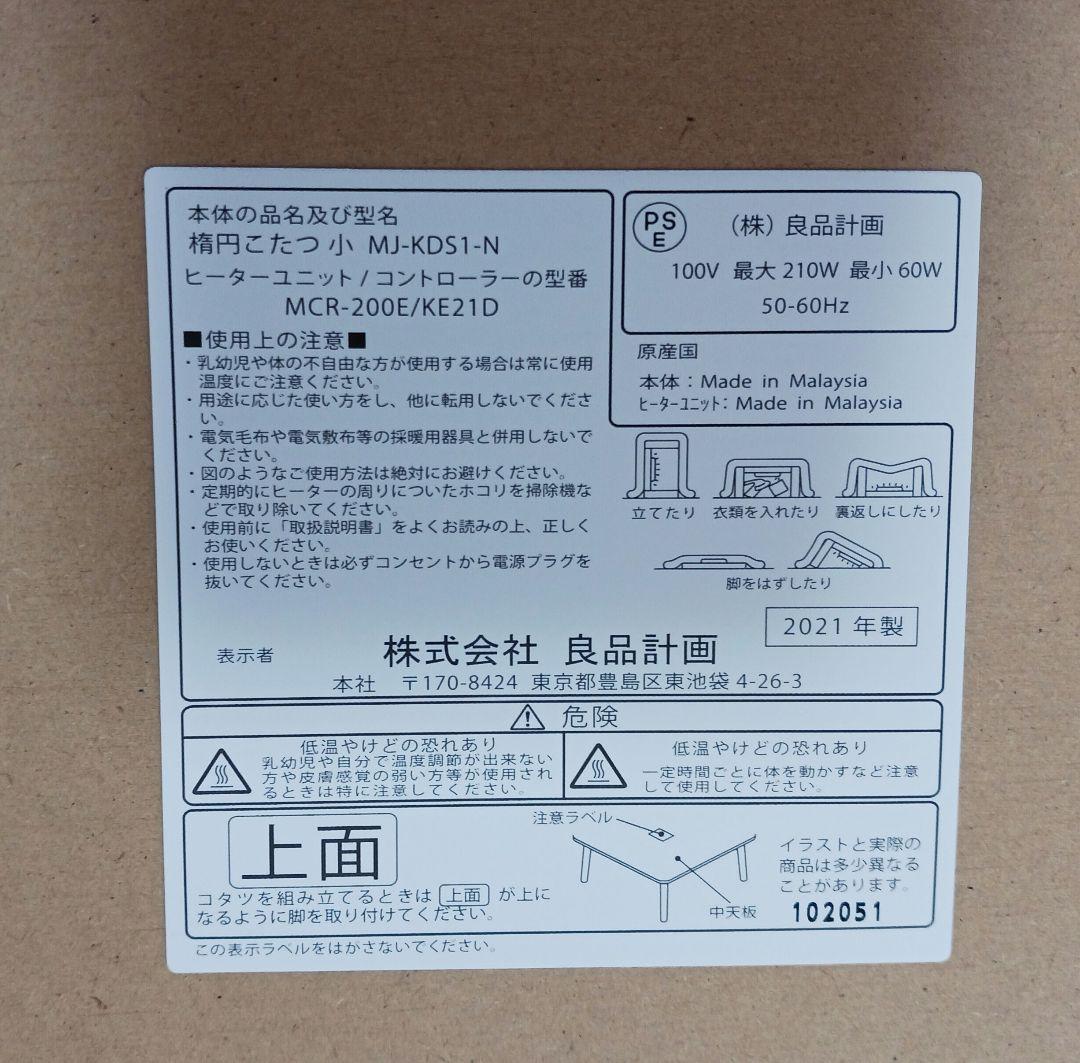 本体の品名及び型名
楕円こたつ 小 MJ-KDS1-N
ヒーターユニット / コントローラーの型番
MCR-200E/KE21D
■使用上の注意■
・乳幼児や体の不自由な方が使用する場合は常に使用
温度にご注意ください。
・用途に応じた使い方をし、他に転用しないでくださ
い。
・電気毛布や電気敷布等の採暖用器具と併用しないで
ください。
・図のようなご使用方法は絶対にお避けください。
・定期的にヒーターの周りについたホコリを掃除機な
どで取り除いてください。
・使用前に「取扱説明書」をよくお読みの上、正しく
お使いください。
・使用しないときは必ずコンセントから電源プラグを
抜いてください。
PS
E
(株) 良品計画
100V 最大 210W 最小 60W
50-60Hz
原産国
本体 : Made in Malaysia
ヒーターユニット: Made in Malaysia
立てたり 衣類を入れたり 裏返しにしたり
脚をはずしたり
2021 年製
表示者 株式会社 良品計画
本社 〒170-8424 東京都豊島区東池袋 4-26-3
危険
低温やけどの恐れあり
乳幼児や自分で温度調節が出来ない
方や皮膚感覚の弱い方等が使用され
るときは特に注意してください。
低温やけどの恐れあり
一定時間ごとに体を動かすなど注意
して使用してください。
上面
コタツを組み立てるときは 上面 が上に
なるように脚を取り付けてください。
注意ラベル
中天板
イラストと実際の
商品は多少異なる
ことがあります。
102051
この表示ラベルをはがさないでください。